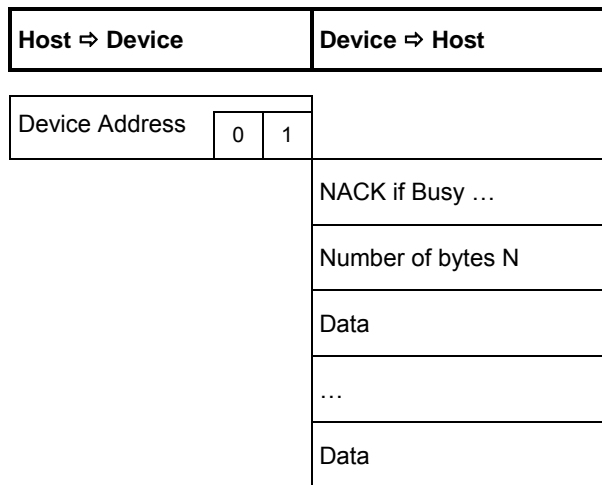 Host ⇨ Device Device ⇨ Host
Device Address 0 1
NACK if Busy …
Number of bytes N
Data
…
Data